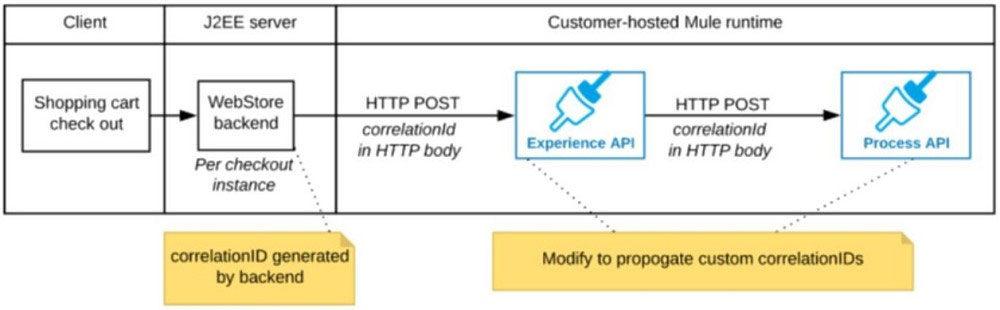 Client
J2EE server
Customer-hosted Mule runtime
Shopping cart
check out
WebStore
backend
Per checkout
instance
HTTP POST
correlationId
in HTTP body
Experience API
HTTP POST
correlationId
in HTTP body
Process API
correlationID generated
by backend
Modify to propogate custom correlationIDs